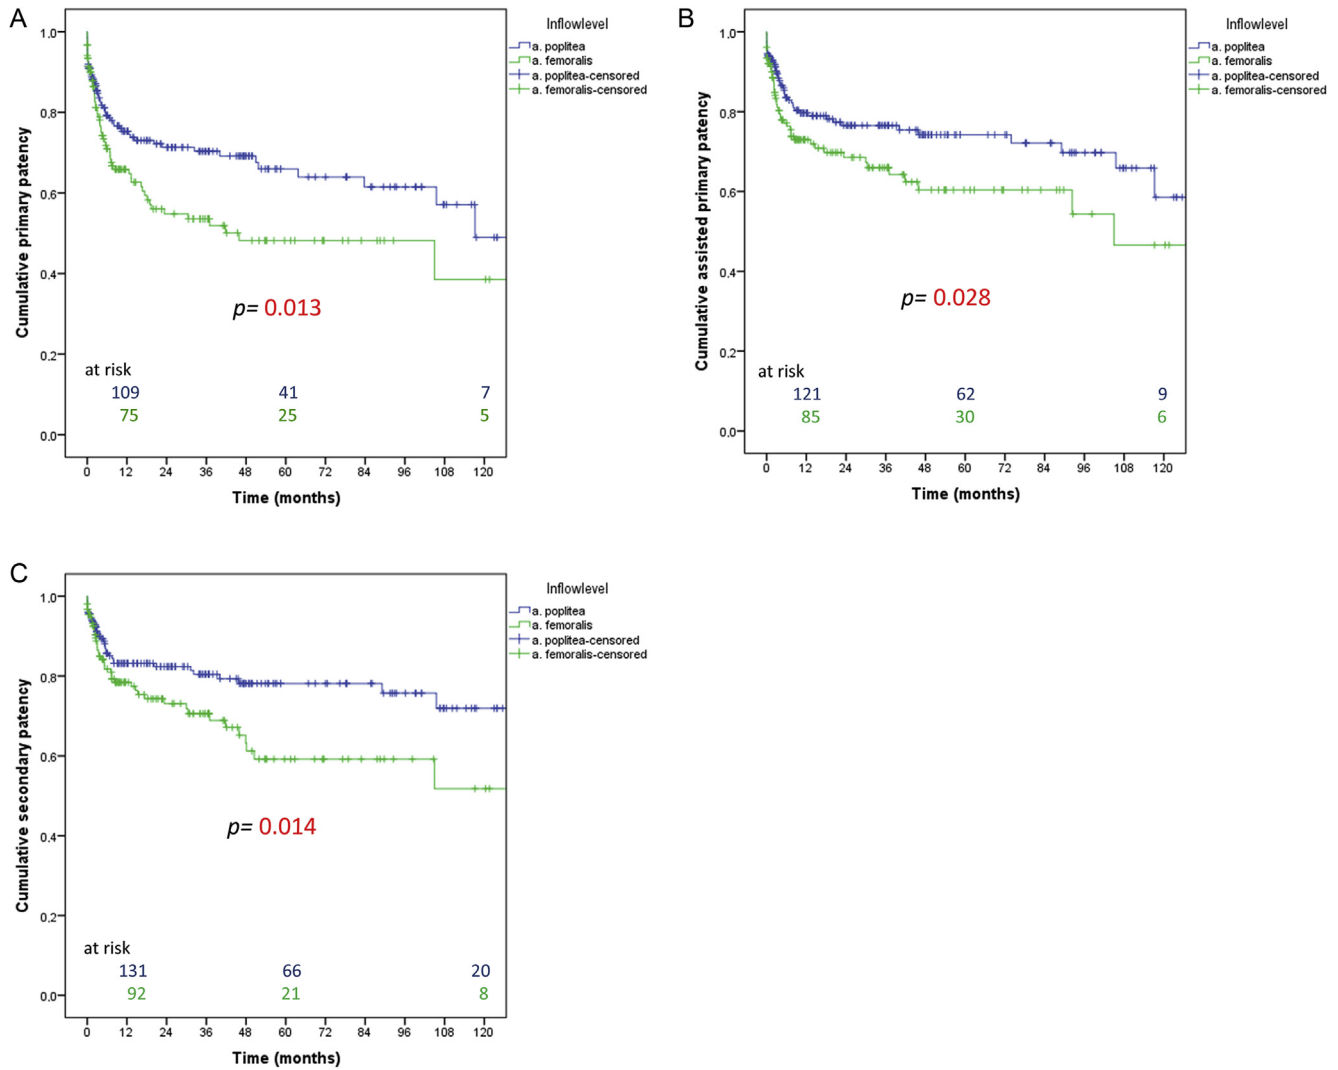 A
Cumulative primary patency
1.0
0.8
0.6
0.4
0.2
0.0
0 12 24 36 48 60 72 84 96 108 120
Time (months)
Inflowlevel
a. poplitea
a. femoralis
a. poplitea-censored
a. femoralis-censored
p= 0.013
at risk
109 41 7
75 25 5
B
Cumulative assisted primary patency
1.0
0.8
0.6
0.4
0.2
0.0
0 12 24 36 48 60 72 84 96 108 120
Time (months)
Inflowlevel
a. poplitea
a. femoralis
a. poplitea-censored
a. femoralis-censored
p= 0.028
at risk
121 62 9
85 30 6
C
Cumulative secondary patency
1.0
0.8
0.6
0.4
0.2
0.0
0 12 24 36 48 60 72 84 96 108 120
Time (months)
Inflowlevel
a. poplitea
a. femoralis
a. poplitea-censored
a. femoralis-censored
p= 0.014
at risk
131 66 20
92 21 8